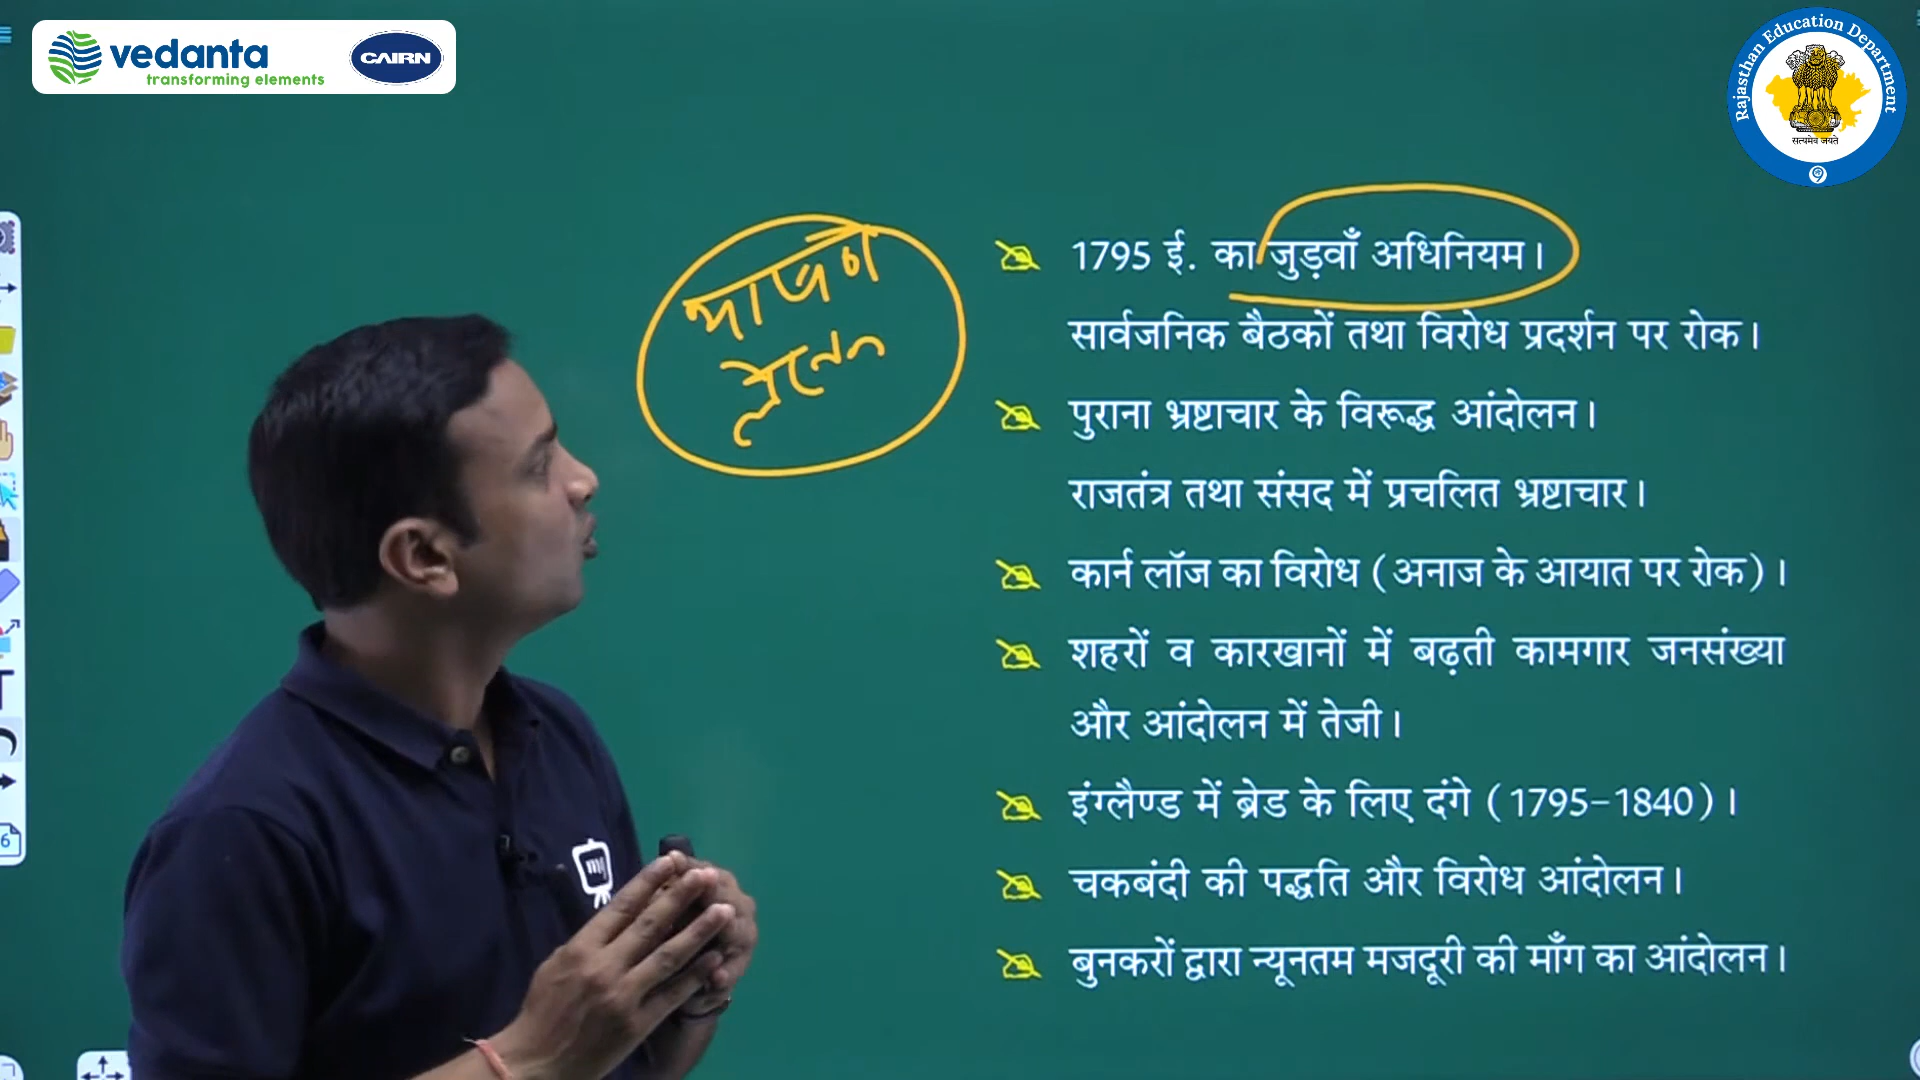 vedanta
transforming elements
CAIRN
Rajasthan Education Department
सत्यमेव जयते
भाषण
लेखन
1795 ई. का जुड़वाँ अधिनियम।
सार्वजनिक बैठकों तथा विरोध प्रदर्शन पर रोक।
पुराना भ्रष्टाचार के विरूद्ध आंदोलन।
राजतंत्र तथा संसद में प्रचलित भ्रष्टाचार।
कार्न लॉज का विरोध (अनाज के आयात पर रोक)।
शहरों व कारखानों में बढ़ती कामगार जनसंख्या
और आंदोलन में तेजी।
इंग्लैण्ड में ब्रेड के लिए दंगे (1795-1840)।
चकबंदी की पद्धति और विरोध आंदोलन।
बुनकरों द्वारा न्यूनतम मजदूरी की माँग का आंदोलन।